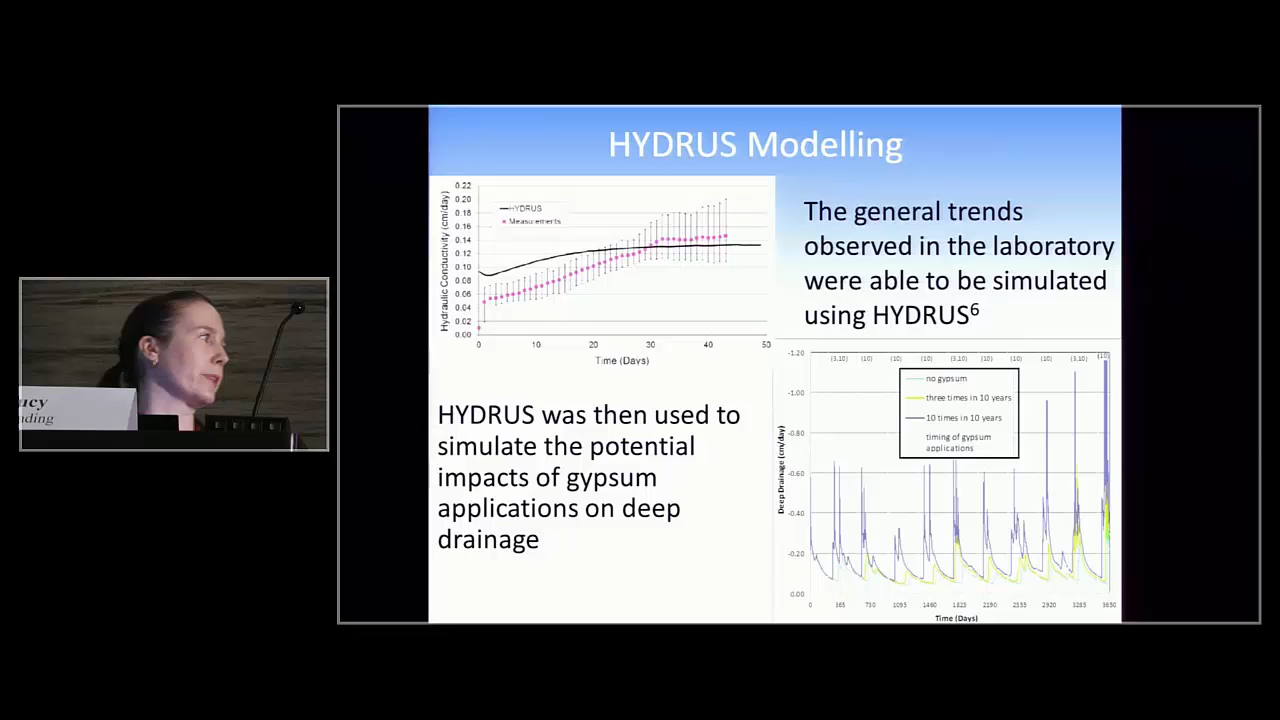 HYDRUS Modelling
Hydraulic Conductivity (cm/day)
0.22
0.20
0.18
0.16
0.14
0.12
0.10
0.08
0.06
0.04
0.02
0.00
HYDRUS
Measurements
0 10 20 30 40 50
Time (Days)
The general trends
observed in the laboratory
were able to be simulated
using HYDRUS⁶
HYDRUS was then used to
simulate the potential
impacts of gypsum
applications on deep
drainage
Deep Drainage (cm/day)
-1.20
-1.00
-0.80
-0.60
-0.40
-0.20
0.00
(3,10) (10) (10) (10) (3,10) (10) (10) (10) (3,10) (10)
no gypsum
three times in 10 years
10 times in 10 years
timing of gypsum
applications
0 365 730 1095 1460 1825 2190 2555 2920 3285 3650
Time (Days)
ucy
ding